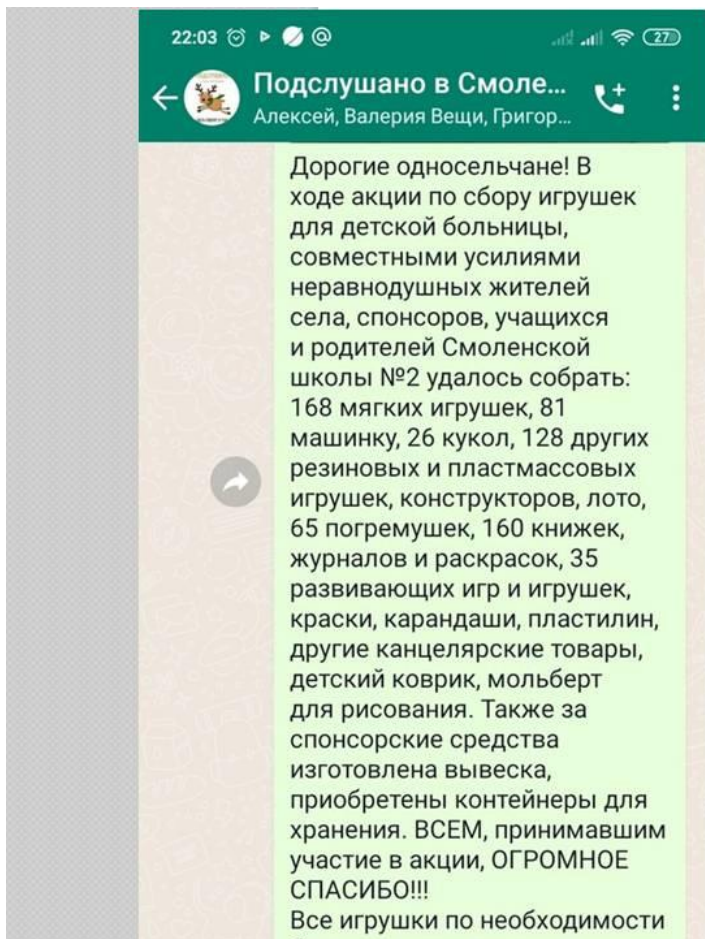 22:03 27
Подслушано в Смоле...
Алексей, Валерия Вещи, Григор...
Дорогие односельчане! В
ходе акции по сбору игрушек
для детской больницы,
совместными усилиями
неравнодушных жителей
села, спонсоров, учащихся
и родителей Смоленской
школы №2 удалось собрать:
168 мягких игрушек, 81
машинку, 26 кукол, 128 других
резиновых и пластмассовых
игрушек, конструкторов, лото,
65 погремушек, 160 книжек,
журналов и раскрасок, 35
развивающих игр и игрушек,
краски, карандаши, пластилин,
другие канцелярские товары,
детский коврик, мольберт
для рисования. Также за
спонсорские средства
изготовлена вывеска,
приобретены контейнеры для
хранения. ВСЕМ, принимавшим
участие в акции, ОГРОМНОЕ
СПАСИБО!!!
Все игрушки по необходимости